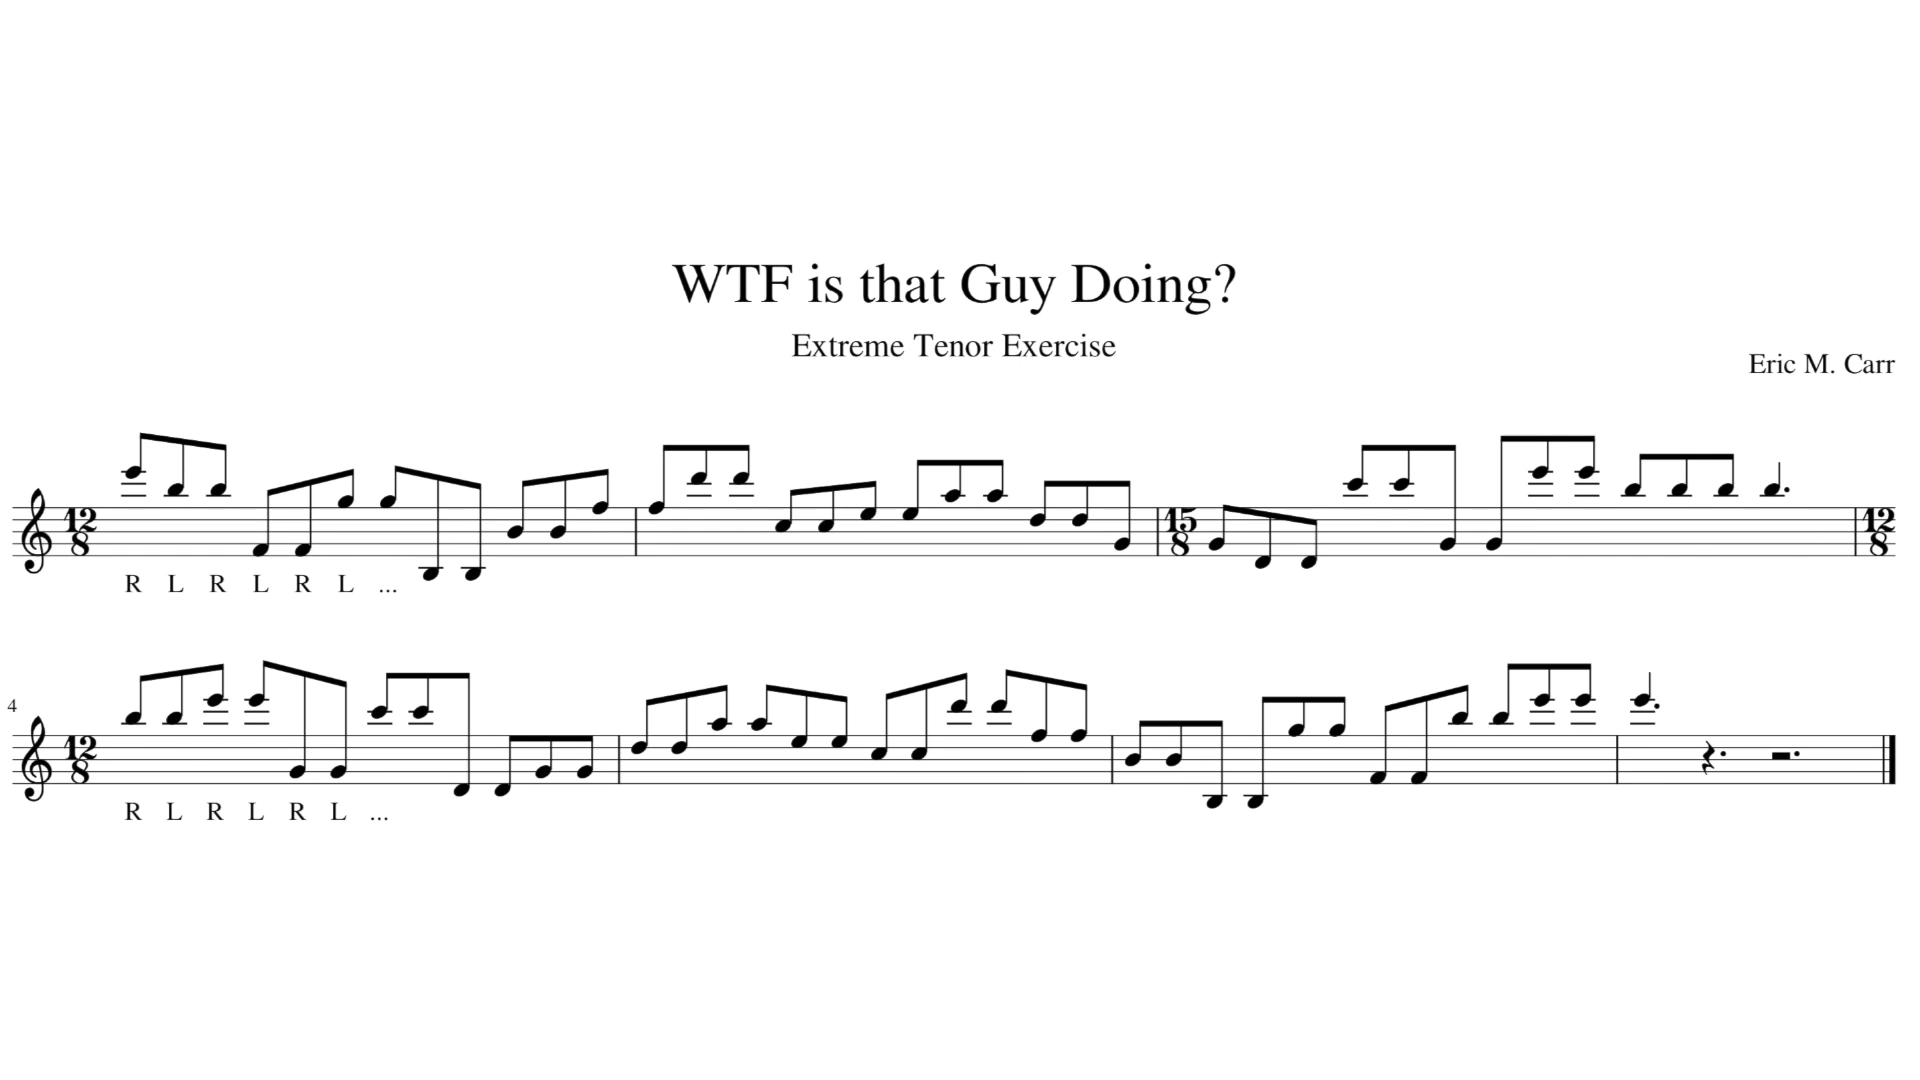 WTF is that Guy Doing?
Extreme Tenor Exercise
Eric M. Carr
12 8 15 8 12 8
R L R L R L ...
4
12 8
R L R L R L ...